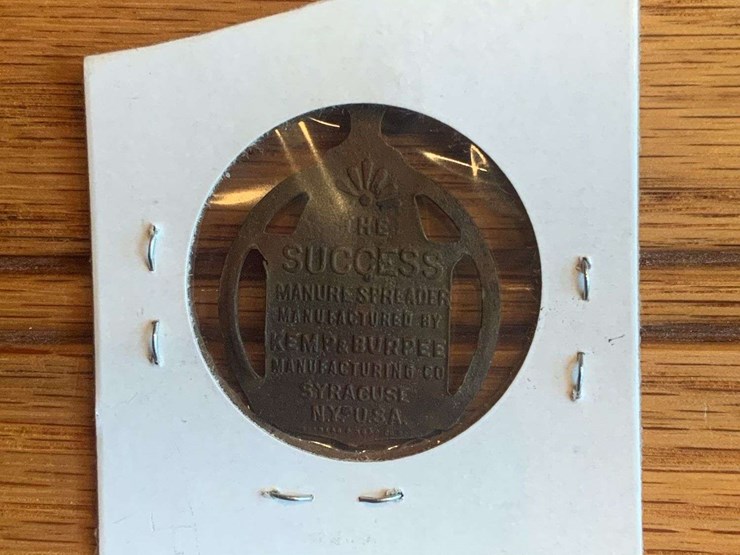 THE
SUCCESS
MANURE SPREADER
MANUFACTURED BY
KEMP & BURPEE
MANUFACTURING CO
SYRACUSE
N.Y. U.S.A.